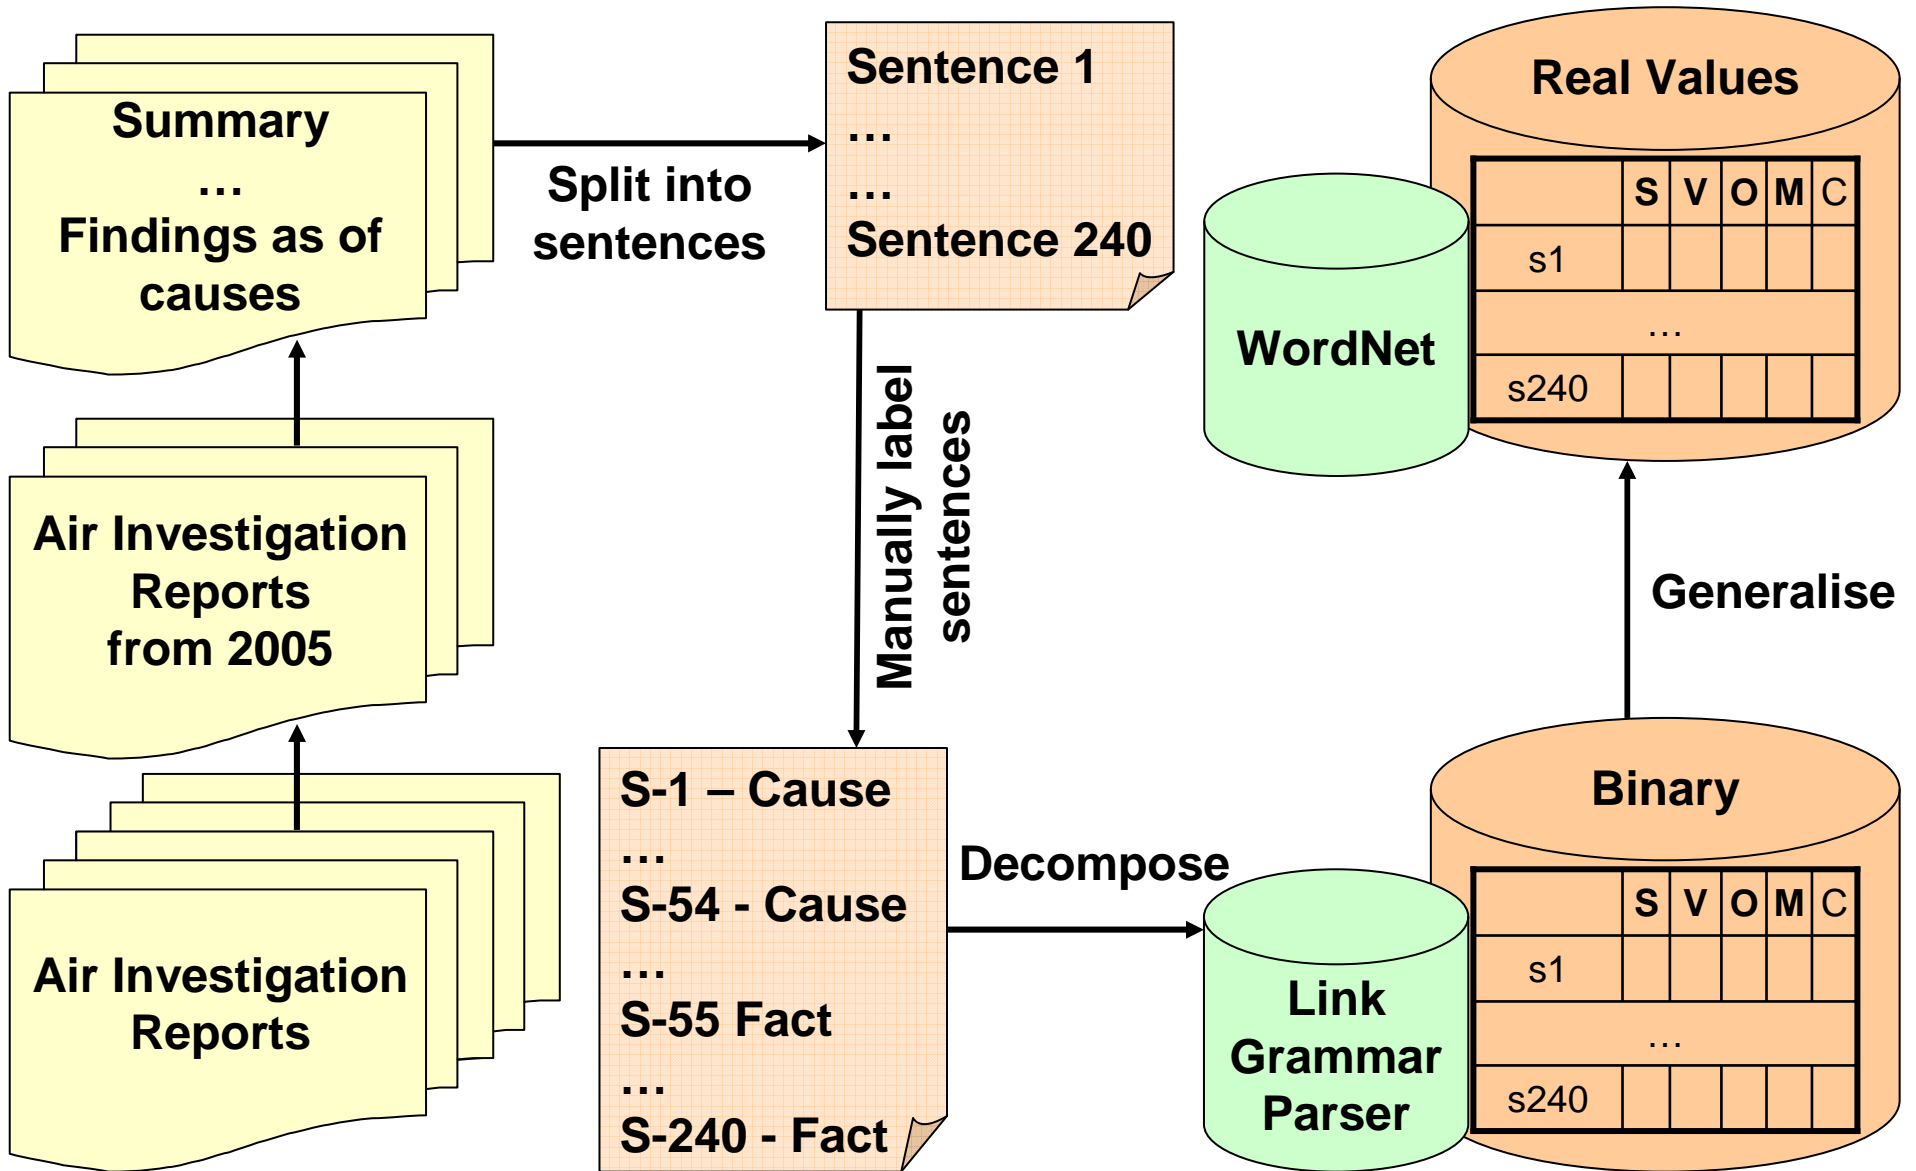 Summary
…
Findings as of
causes
Split into
sentences
Sentence 1
…
…
Sentence 240
Real Values
S V O M C
s1
…
s240
WordNet
Manually label
sentences
Air Investigation
Reports
from 2005
Generalise
Air Investigation
Reports
S-1 – Cause
…
S-54 - Cause
…
S-55 Fact
…
S-240 - Fact
Decompose
Link
Grammar
Parser
Binary
S V O M C
s1
…
s240